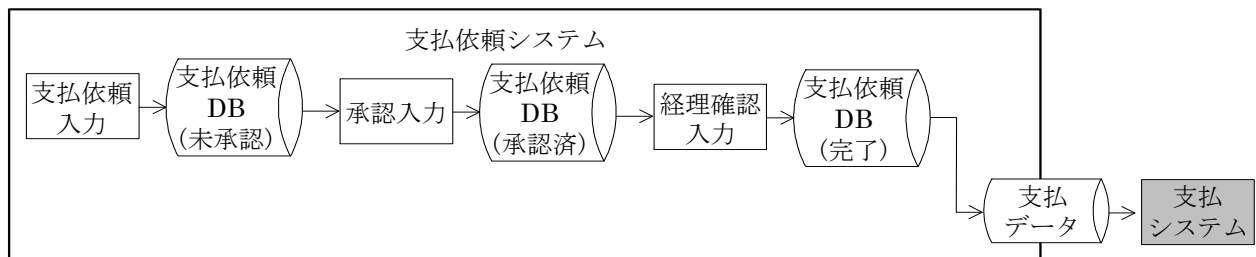 支払依頼システム
支払依頼
入力
支払依頼
DB
(未承認)
承認入力
支払依頼
DB
(承認済)
経理確認
入力
支払依頼
DB
(完了)
支払
データ
支払
システム